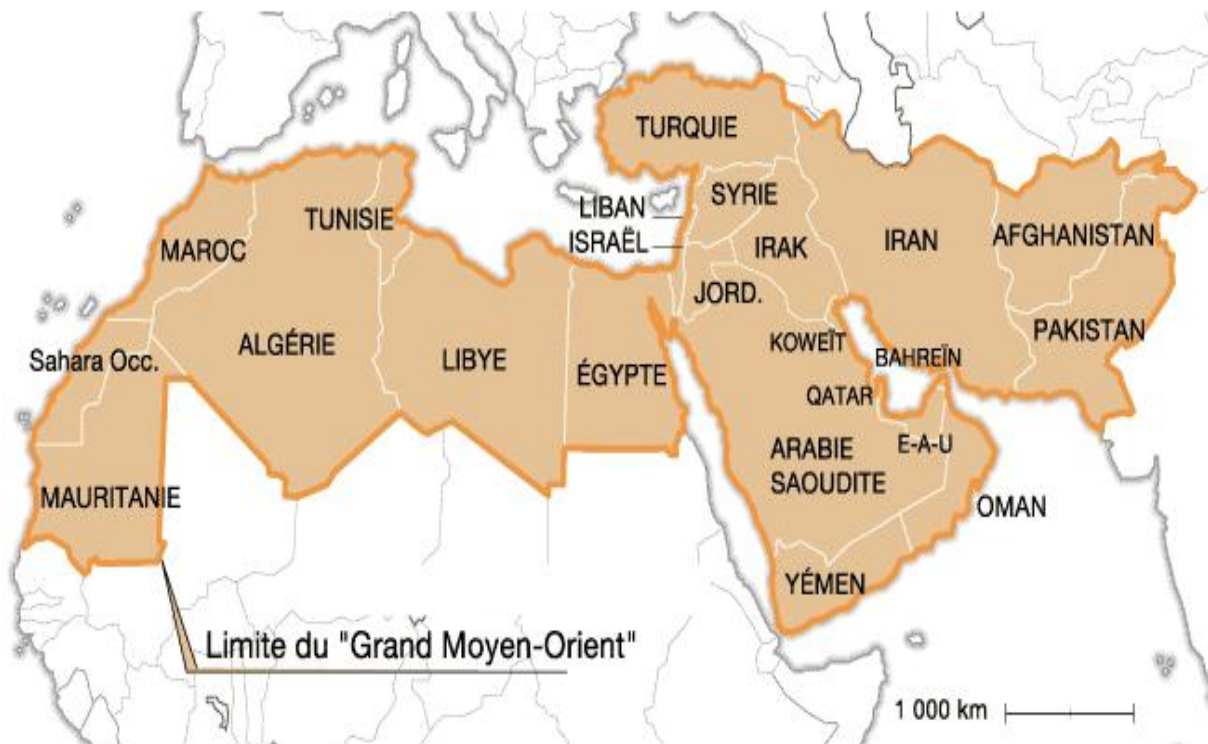 TURQUIE
SYRIE
LIBAN
ISRAËL
IRAK
IRAN
AFGHANISTAN
TUNISIE
MAROC
JORD.
PAKISTAN
KOWEÏT
BAHREÏN
Sahara Occ.
ALGÉRIE
LIBYE
ÉGYPTE
QATAR
E-A-U
ARABIE
SAOUDITE
MAURITANIE
OMAN
YÉMEN
Limite du "Grand Moyen-Orient"
1 000 km